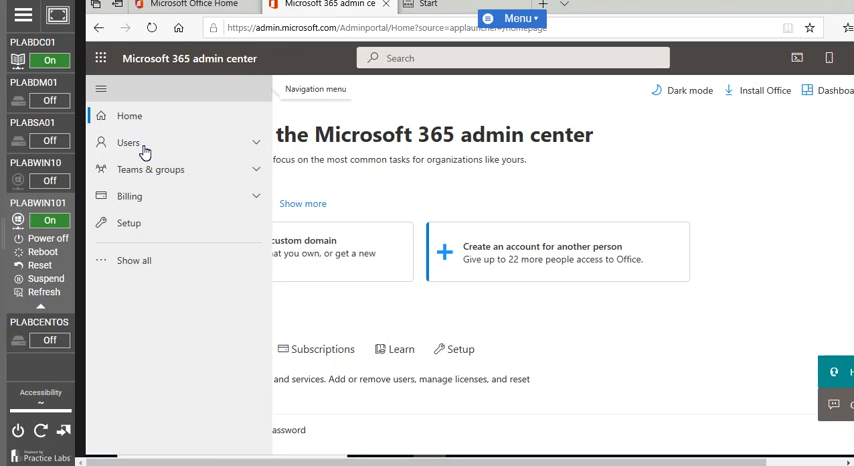 Microsoft Office Home
Microsoft 365 admin ce
Start
Menu
PLABDC01
On
PLABDM01
Off
PLABSA01
Off
PLABWIN10
Off
PLABWIN101
On
Power off
Reboot
Reset
Suspend
Refresh
PLABCENTOS
Off
Accessibility
Powered by
Practice Labs
https://admin.microsoft.com/Adminportal/Home?source=applauncher#/homepage
Microsoft 365 admin center
Search
Navigation menu
Dark mode
Install Office
Dashboa
Home
Users
Teams & groups
Billing
Setup
Show all
the Microsoft 365 admin center
focus on the most common tasks for organizations like yours.
Show more
custom domain
at you own, or get a new
Create an account for another person
Give up to 22 more people access to Office.
Subscriptions
Learn
Setup
and services. Add or remove users, manage licenses, and reset
assword